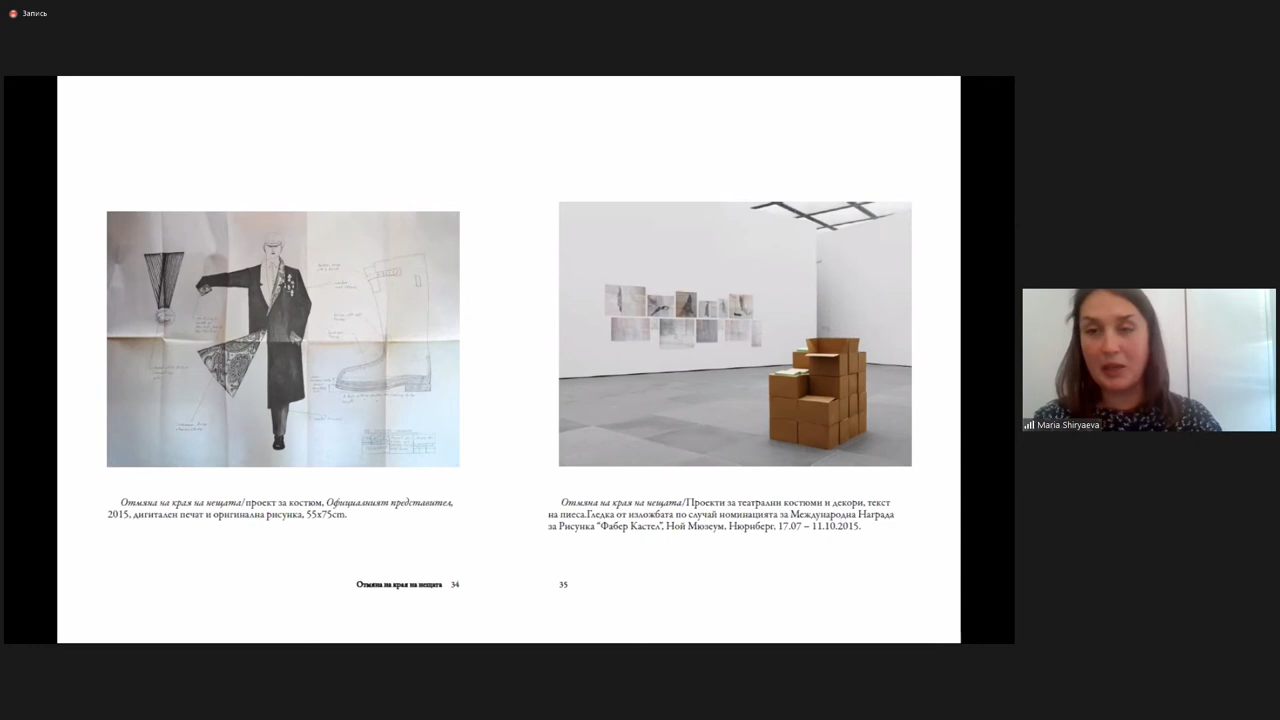 Запись
Отмяна на края на нещата/проект за костюм, Официалният представител,
2015, дигитален печат и оригинална рисунка, 55x75cm.
Отмяна на края на нещата 34
Отмяна на края на нещата/Проекти за театрални костюми и декори, текст
на пиеса.Гледка от изложбата по случай номинацията за Международна Награда
за Рисунка "Фабер Кастел", Ной Мюзеум, Нюрнберг, 17.07 – 11.10.2015.
35
Maria Shiryaeva